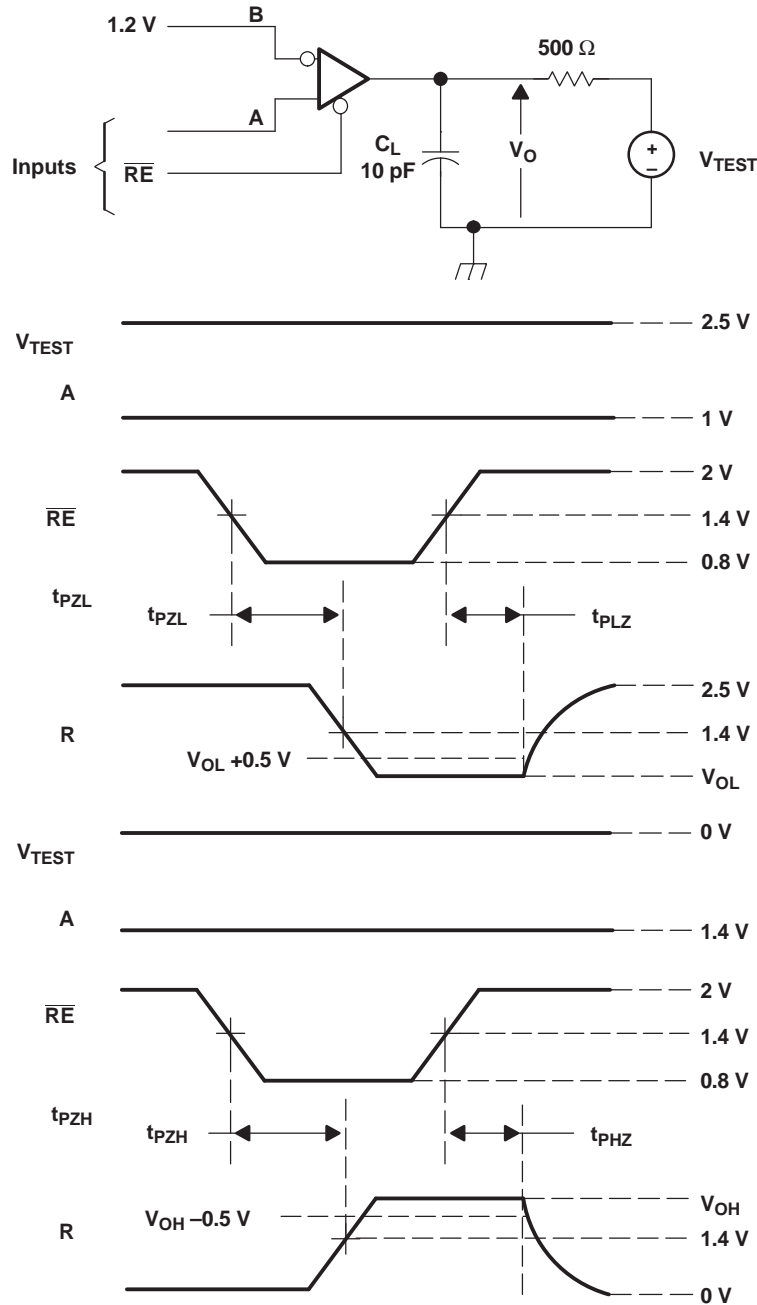 B
1.2 V
500 Ω
A
Inputs
RE
C_L
10 pF
V_O
+
–
V_TEST
2.5 V
V_TEST
A
1 V
2 V
RE
1.4 V
0.8 V
t_PZL
t_PZL
t_PLZ
2.5 V
R
1.4 V
V_OL +0.5 V
V_OL
0 V
V_TEST
A
1.4 V
2 V
RE
1.4 V
0.8 V
t_PZH
t_PZH
t_PHZ
V_OH
V_OH –0.5 V
R
1.4 V
0 V